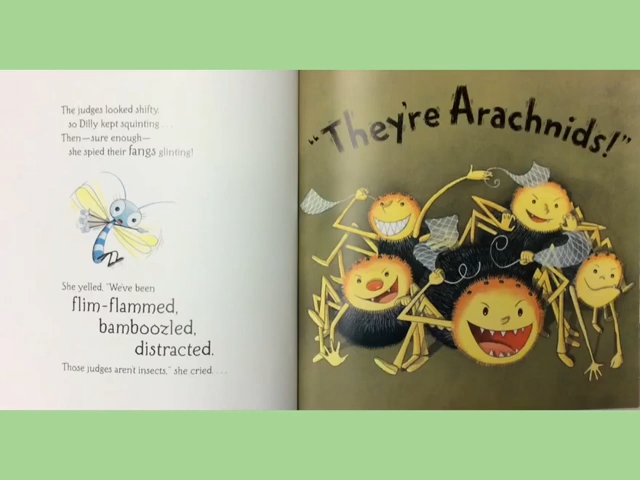 The judges looked shifty,
so Dilly kept squinting . . .
Then—sure enough—
she spied their fangs glinting!
She yelled, "We've been
flim-flammed,
bamboozled,
distracted.
Those judges aren't insects," she cried . . . .
"They're Arachnids!"